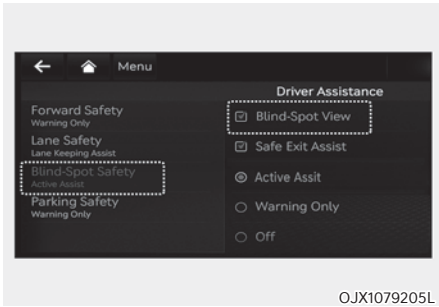 Menu
Driver Assistance
Forward Safety
Warning Only
Lane Safety
Lane Keeping Assist
Blind-Spot Safety
Active Assist
Parking Safety
Warning Only
Blind-Spot View
Safe Exit Assist
Active Assit
Warning Only
Off
OJX1079205L